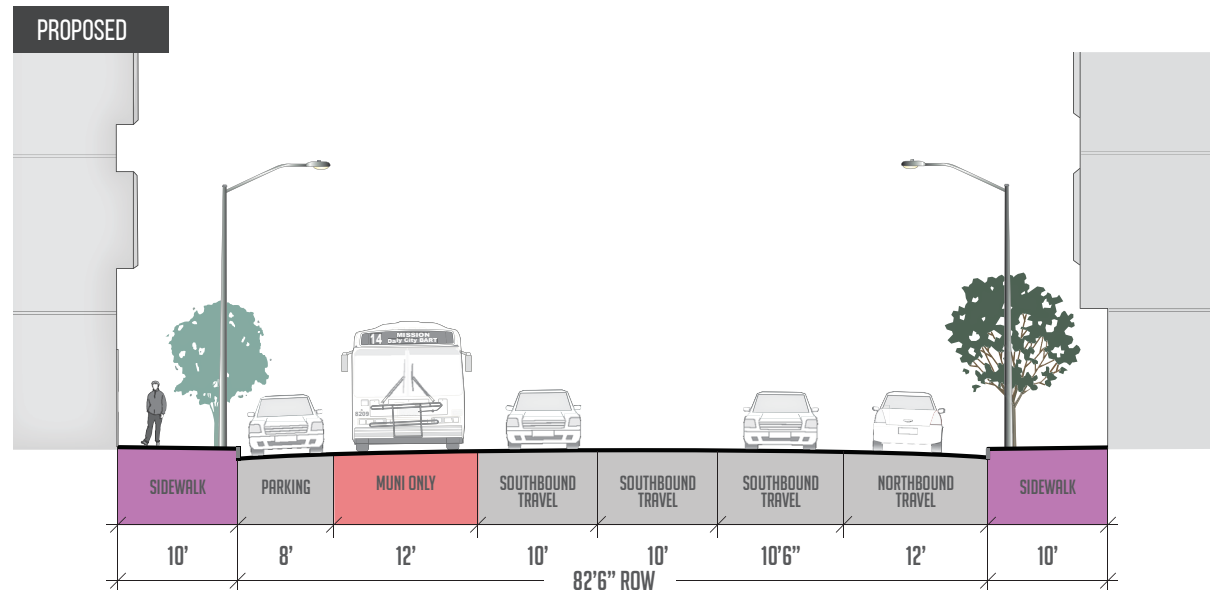 PROPOSED
14 MISSION
Daly City BART
8209
SIDEWALK
PARKING
MUNI ONLY
SOUTHBOUND
TRAVEL
SOUTHBOUND
TRAVEL
SOUTHBOUND
TRAVEL
NORTHBOUND
TRAVEL
SIDEWALK
10’
8’
12’
10’
10’
10’6”
12’
10’
82’6” ROW